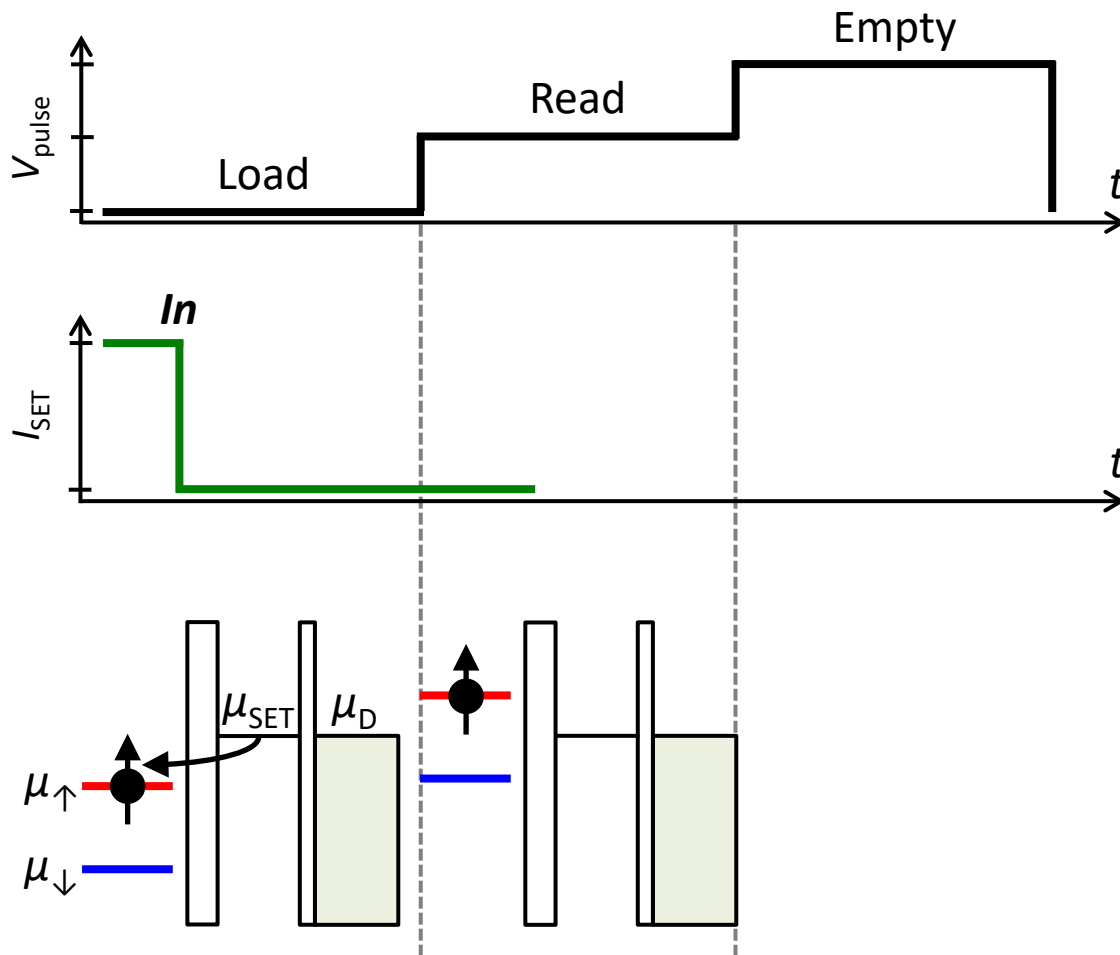 Empty
Read
Load
V_pulse
t
In
I_SET
t
μ_SET
μ_D
μ_↑
μ_↓